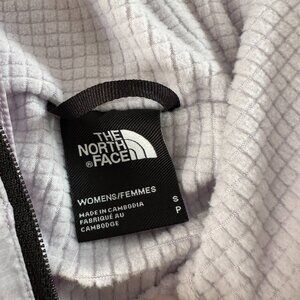 THE
NORTH
®FACE
WOMENS/FEMMES
S
P
MADE IN CAMBODIA
FABRIQUÉ AU
CAMBODGE